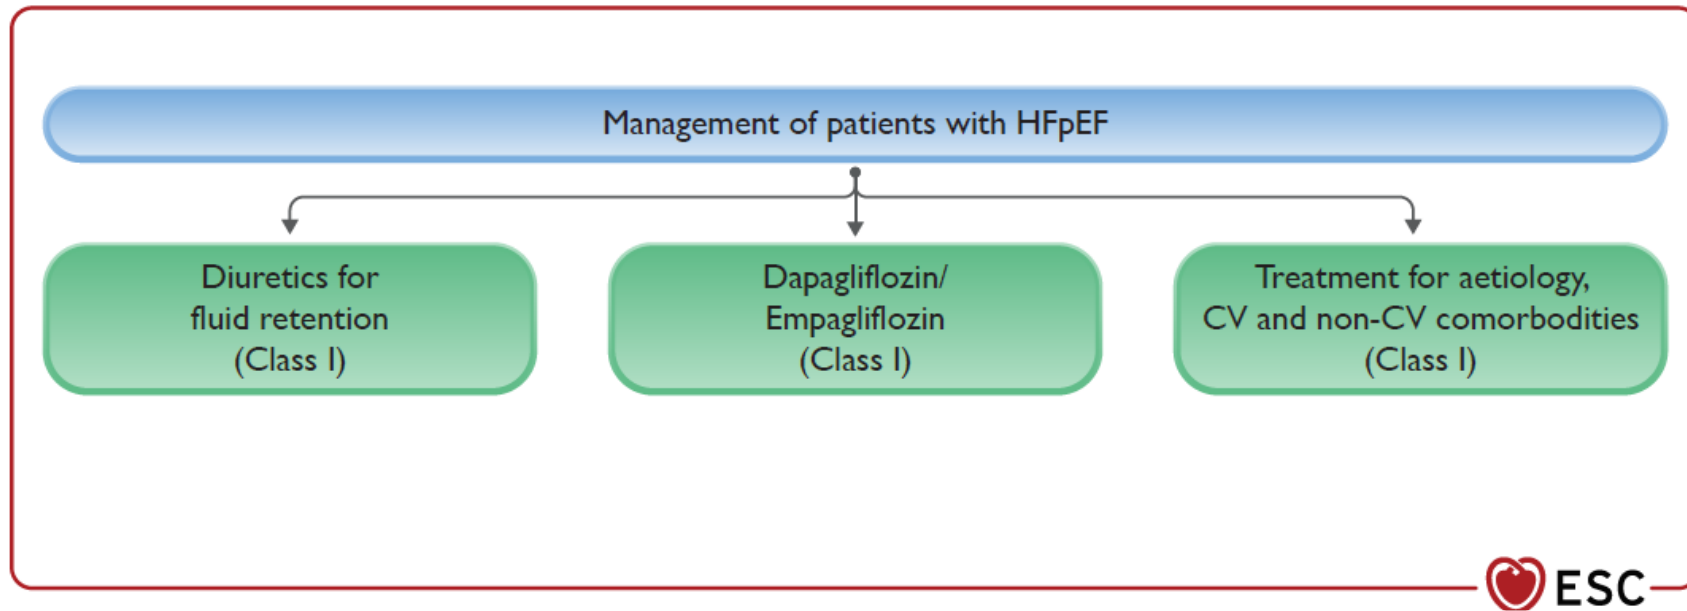 Management of patients with HFpEF
Diuretics for
fluid retention
(Class I)
Dapagliflozin/
Empagliflozin
(Class I)
Treatment for aetiology,
CV and non-CV comorbodities
(Class I)
ESC